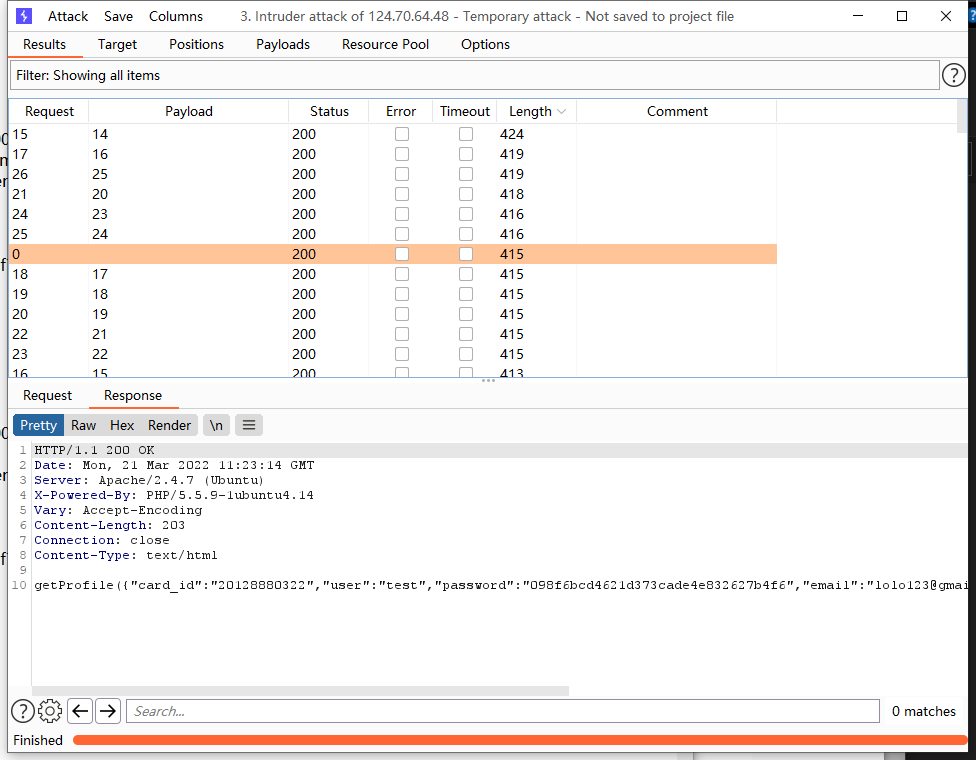 Attack Save Columns 3. Intruder attack of 124.70.64.48 - Temporary attack - Not saved to project file
Results Target Positions Payloads Resource Pool Options
Filter: Showing all items ?
Request Payload Status Error Timeout Length Comment
15 14 200 424
17 16 200 419
26 25 200 419
21 20 200 418
24 23 200 416
25 24 200 416
0 200 415
18 17 200 415
19 18 200 415
20 19 200 415
22 21 200 415
23 22 200 415
16 15 200 413
Request Response
Pretty Raw Hex Render \n
1 HTTP/1.1 200 OK
2 Date: Mon, 21 Mar 2022 11:23:14 GMT
3 Server: Apache/2.4.7 (Ubuntu)
4 X-Powered-By: PHP/5.5.9-1ubuntu4.14
5 Vary: Accept-Encoding
6 Content-Length: 203
7 Connection: close
8 Content-Type: text/html
9
10 getProfile({"card_id":"20128880322","user":"test","password":"098f6bcd4621d373cade4e832627b4f6","email":"lolo123@gmai
? Search... 0 matches
Finished